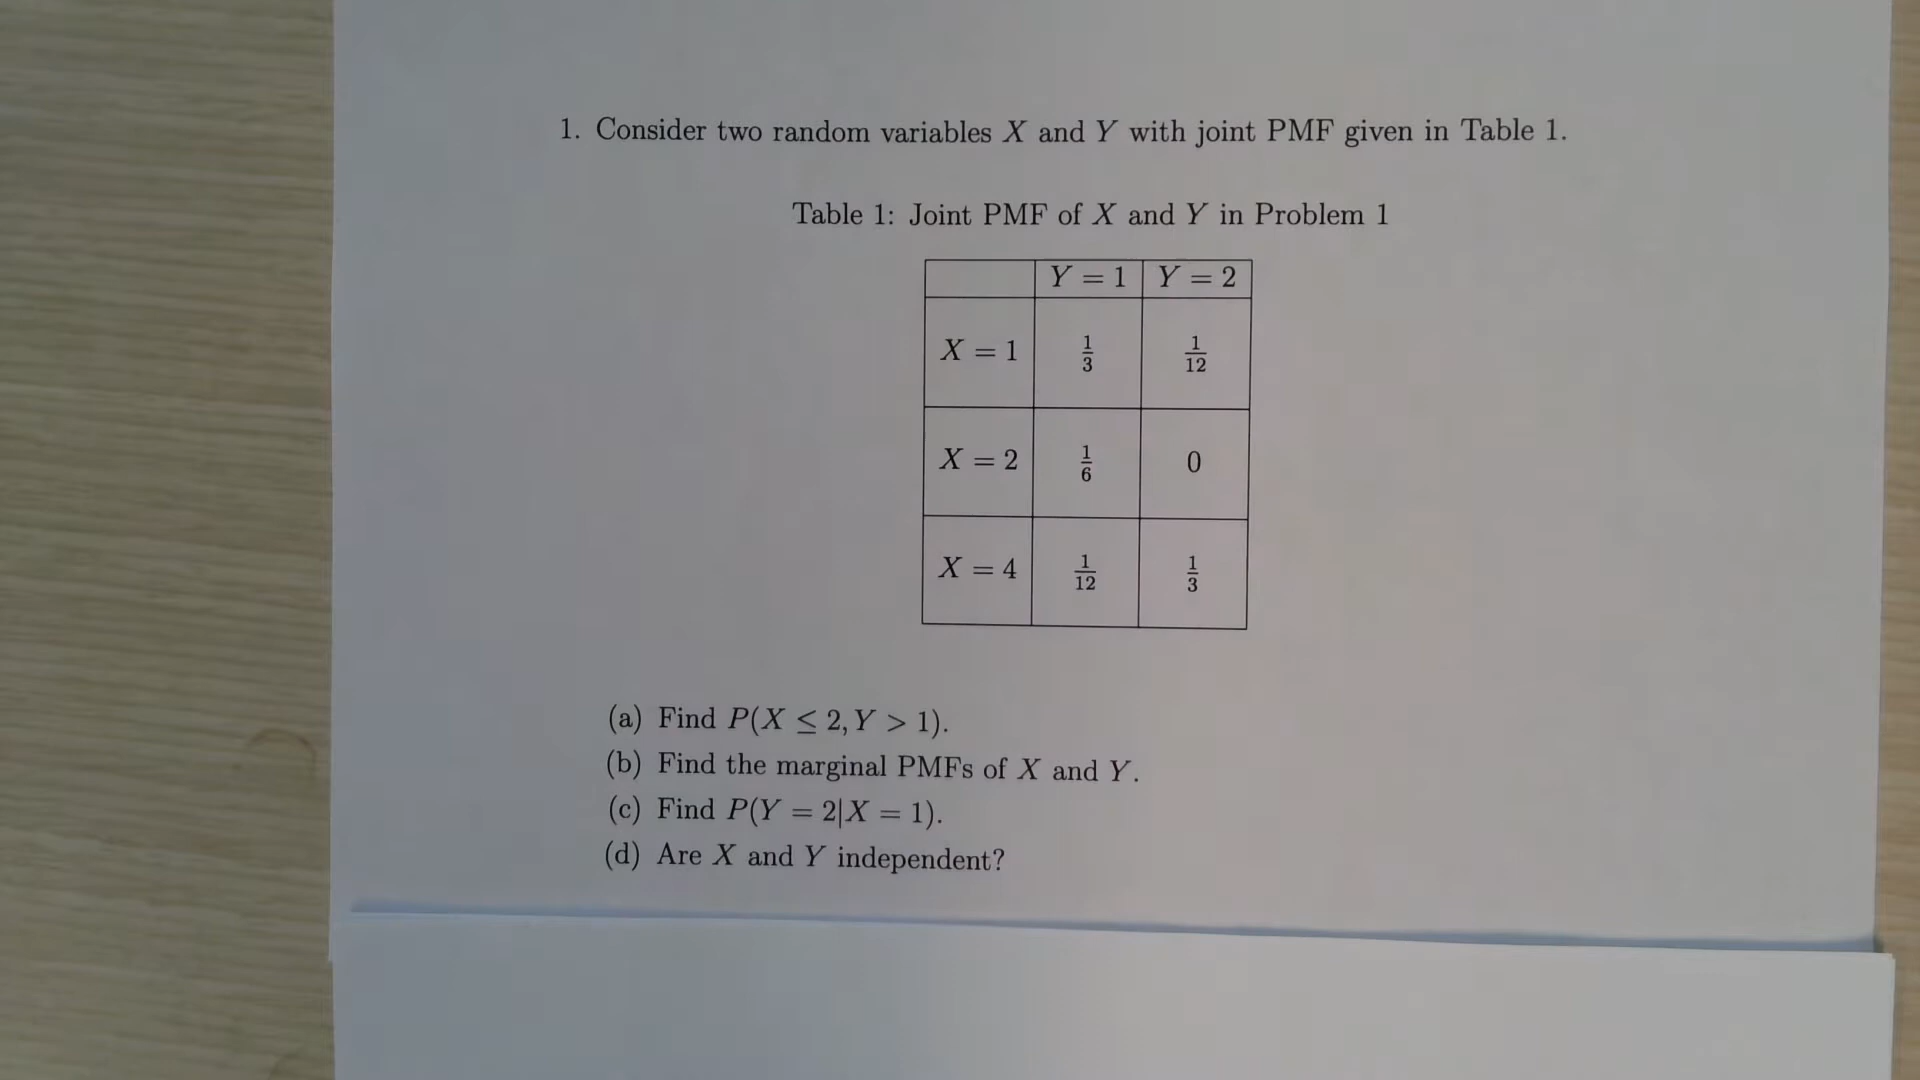 1. Consider two random variables X and Y with joint PMF given in Table 1.
Table 1: Joint PMF of X and Y in Problem 1
Y = 1 Y = 2
X = 1 1/3 1/12
X = 2 1/6 0
X = 4 1/12 1/3
(a) Find P(X ≤ 2, Y > 1).
(b) Find the marginal PMFs of X and Y.
(c) Find P(Y = 2|X = 1).
(d) Are X and Y independent?